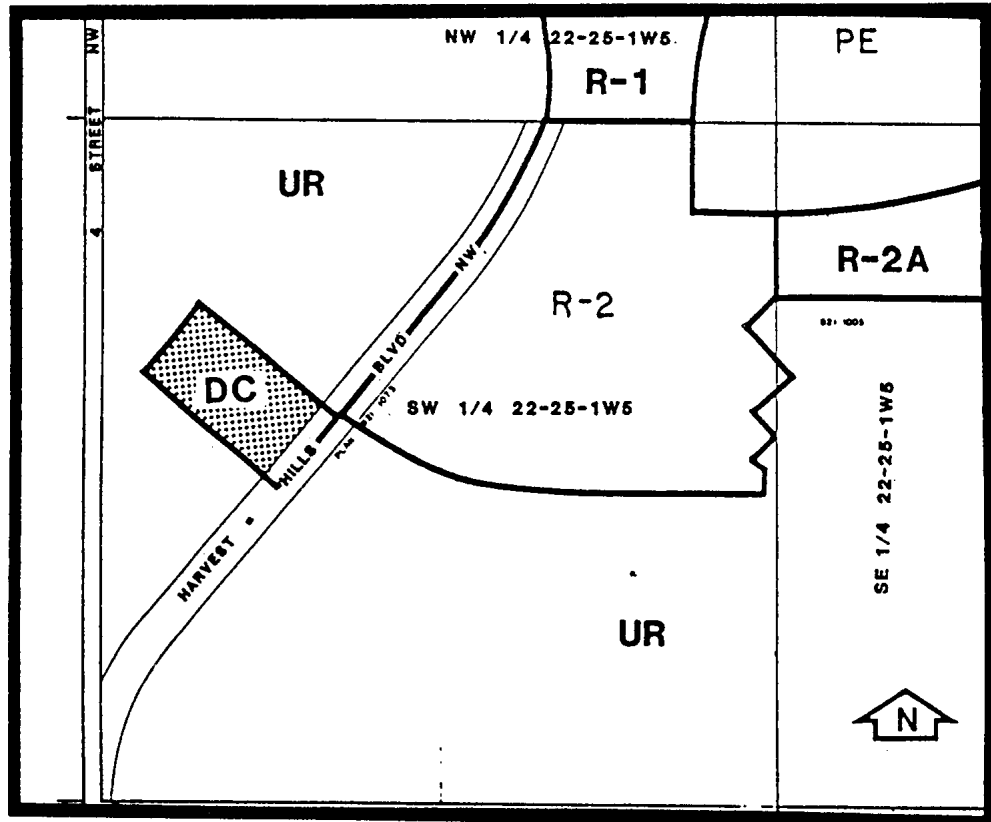 NW 1/4 22-25-1W5.
PE
R-1
4 STREET NW
UR
R-2A
R-2
HARVEST HILLS BLVD NW
DC
SW 1/4 22-25-1W5
SE 1/4 22-25-1W5
UR
N